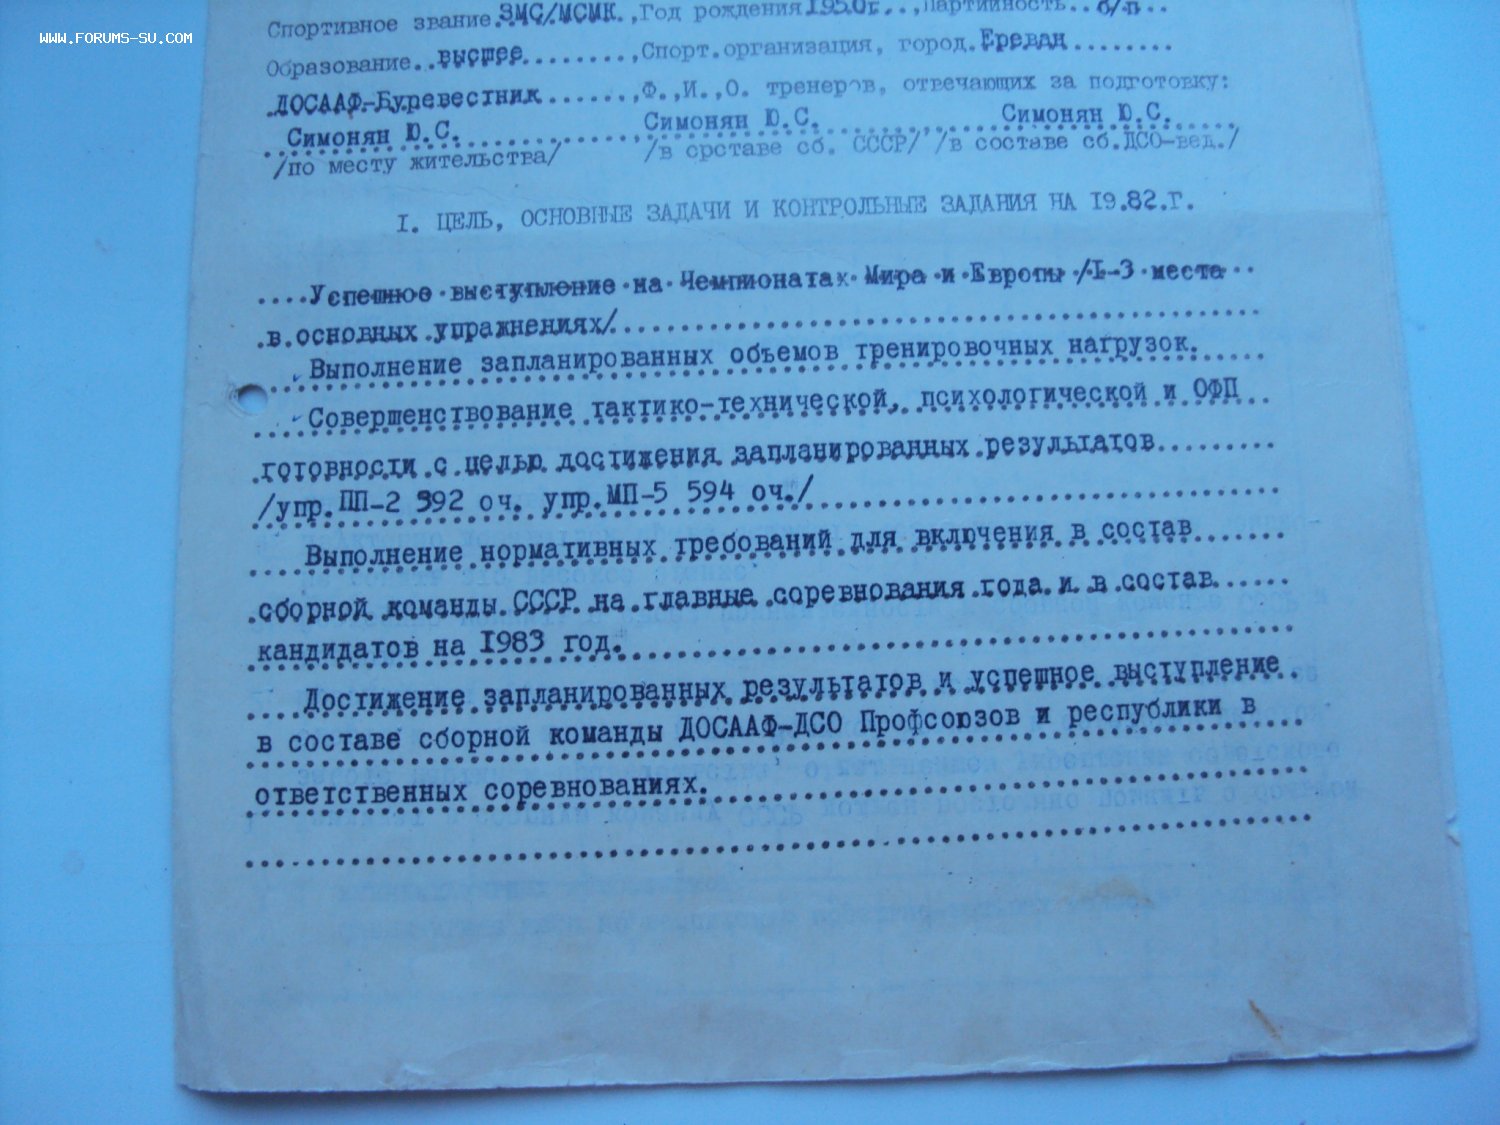 WWW.FORUMS-SU.COM
Спортивное звание.ЗМС/МСМК.,Год рождения 1950г..,Партийность..б/п..
Образование..высшее........,Спорт.организация, город.Ереван........
.ДОСААФ-Буревестник......,Ф.,И.,О. тренеров, отвечающих за подготовку:
Симонян Ю.С. Симонян Ю.С. Симонян Ю.С.
/по месту жительства/ /в составе сб. СССР/ /в составе сб.ДСО-вед./
I. ЦЕЛЬ, ОСНОВНЫЕ ЗАДАЧИ И КОНТРОЛЬНЫЕ ЗАДАНИЯ НА 19.82.г.
....Успешное выступление на Чемпионатах Мира и Европы /I-3 места..
.в.основных.упражнениях/..............................
Выполнение запланированных объемов тренировочных нагрузок.
Совершенствование тактико-технической, психологической и ОФП
.готовности.с.целью достижения запланированных.результатов.........
/упр.ПП-2 392 оч. упр.МП-5 594 оч./
Выполнение нормативных требований для включения в состав
.сборной команды.СССР.на.главные.соревнования.года.и.в.состав......
кандидатов на 1983 год.
Достижение запланированных результатов и успешное выступление
в составе сборной команды ДОСААФ-ДСО Профсоюзов и республики в
ответственных соревнованиях.